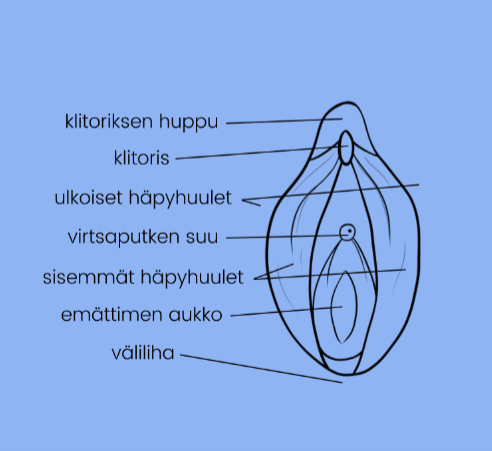 klitoriksen huppu
klitoris
ulkoiset häpyhuulet
virtsaputken suu
sisemmät häpyhuulet
emättimen aukko
väliliha